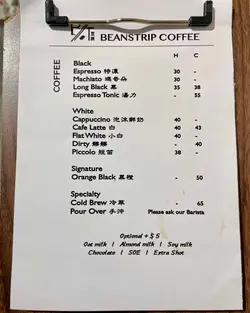 BEANSTRIP COFFEE
COFFEE
H C
Black
Espresso 特濃 30 -
Machiato 瑪奇朵 30 -
Long Black 黑 35 38
Espresso Tonic 湯力 - 55
White
Cappuccino 泡沫鮮奶 40 -
Cafe Latte 白 40 43
Flat White 小白 40 -
Dirty 髒髒 - 40
Piccolo 短笛 38 -
Signature
Orange Black 黑橙 - 50
Specialty
Cold Brew 冷萃 - 65
Pour Over 手沖 Please ask our Barista
Optional + $ 5
Oat milk | Almond milk | Soy milk
Chocolate | SOE | Extra Shot